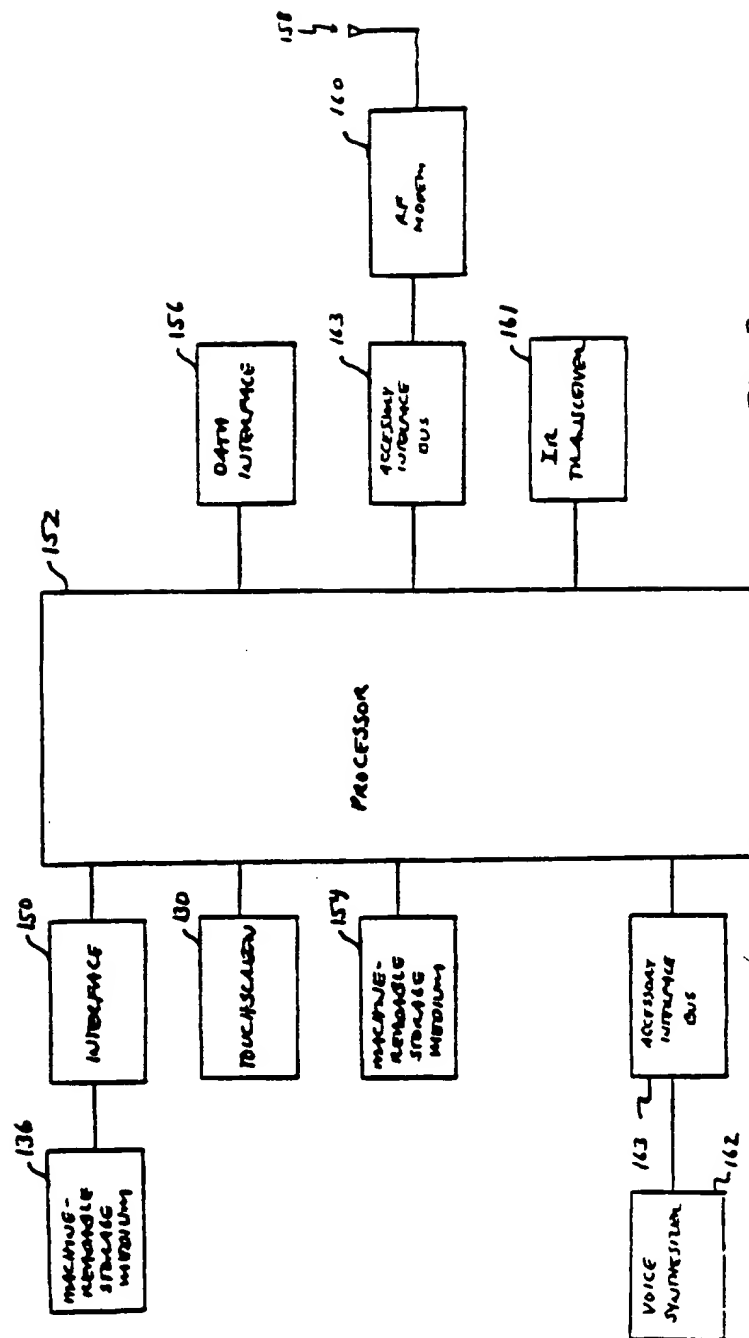 136
MACHINE-
READABLE
STORAGE
MEDIUM
150
INTERFACE
130
TOUCHSCREEN
154
MACHINE-
READABLE
STORAGE
MEDIUM
152
PROCESSOR
156
DATA
INTERFACE
163
ACCESSORY
INTERFACE
BUS
160
RF
MODEM
158
161
IR
TRANSCEIVER
163
ACCESSORY
INTERFACE
BUS
162
VOICE
SYNTHESIZER